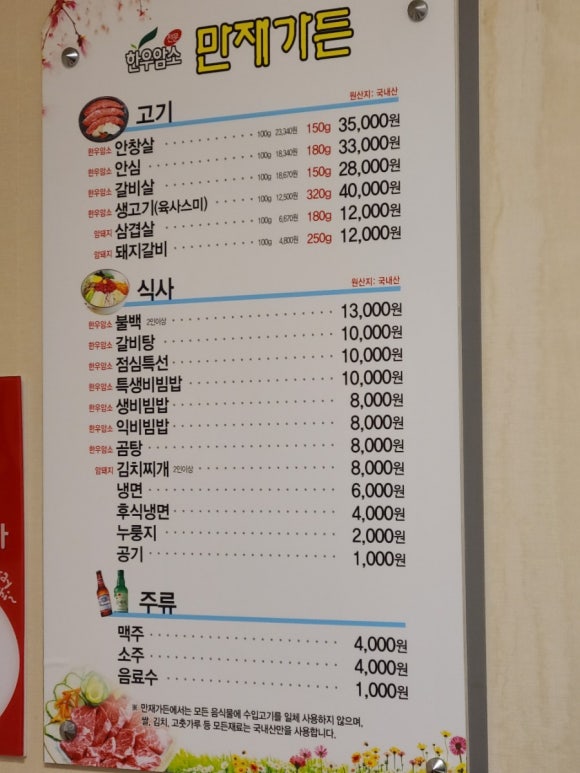 한우암소 전문 만재가든
고기 원산지: 국내산
한우암소 안창살 100g 23,340원 150g 35,000원
한우암소 안심 100g 18,340원 180g 33,000원
한우암소 갈비살 100g 18,670원 150g 28,000원
한우암소 생고기(육사스미) 100g 12,500원 320g 40,000원
암돼지 삼겹살 100g 6,670원 180g 12,000원
암돼지 돼지갈비 100g 4,800원 250g 12,000원
식사 원산지: 국내산
한우암소 불백 2인이상 13,000원
한우암소 갈비탕 10,000원
한우암소 점심특선 10,000원
한우암소 특생비빔밥 10,000원
한우암소 생비빔밥 8,000원
한우암소 익비빔밥 8,000원
한우암소 곰탕 8,000원
암돼지 김치찌개 2인이상 8,000원
냉면 6,000원
후식냉면 4,000원
누룽지 2,000원
공기 1,000원
주류
맥주 4,000원
소주 4,000원
음료수 1,000원
※ 만재가든에서는 모든 음식물에 수입고기를 일체 사용하지 않으며,
쌀, 김치, 고춧가루 등 모든재료는 국내산만을 사용합니다.